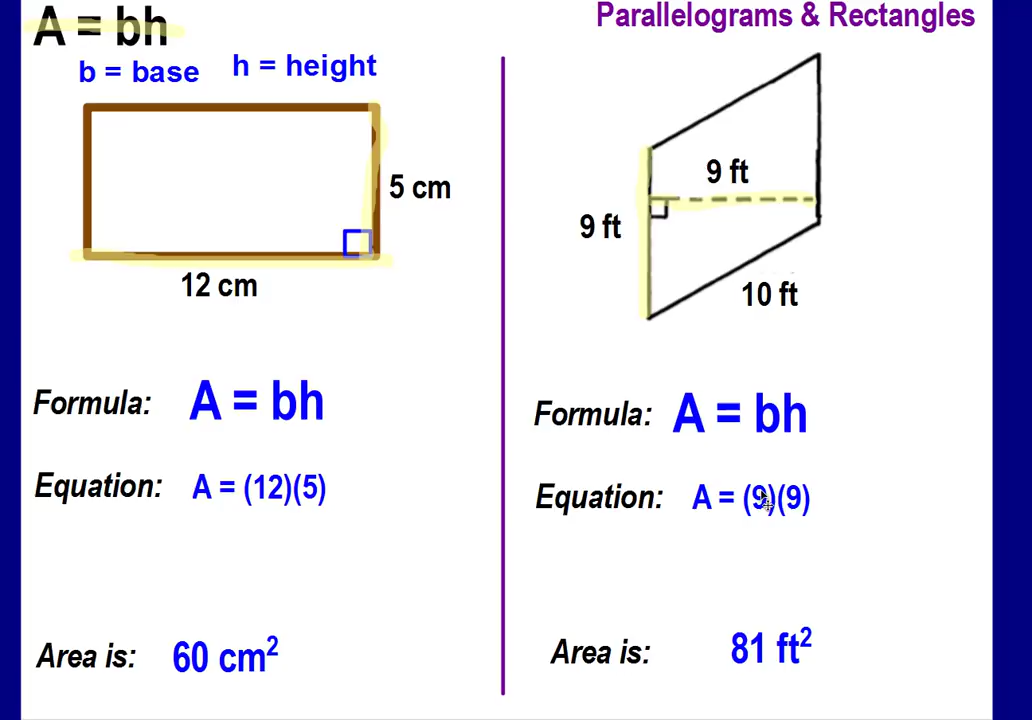 A = bh
b = base h = height
5 cm
12 cm
Formula: A = bh
Equation: A = (12)(5)
Area is: 60 cm²
Parallelograms & Rectangles
9 ft
9 ft
10 ft
Formula: A = bh
Equation: A = (9)(9)
Area is: 81 ft²